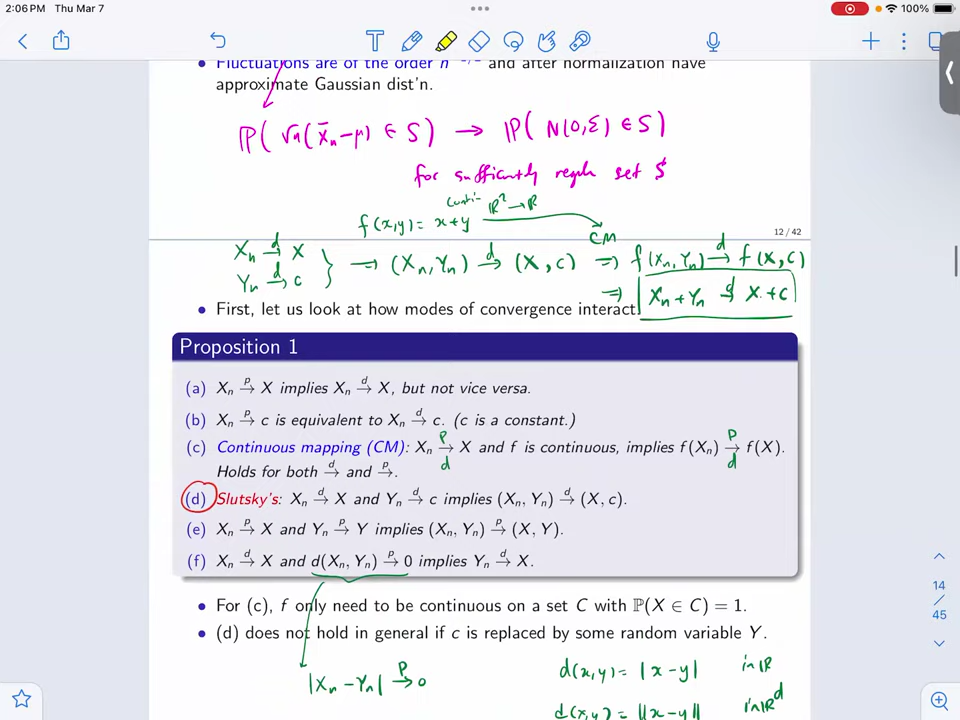 2:06 PM Thu Mar 7
100%
Fluctuations are of the order n and after normalization have
approximate Gaussian dist'n.
ℙ( √n(X̄ₙ−μ) ∈ S) → ℙ( N(0,Σ) ∈ S)
for sufficiently regular set S
contin ℝ² → ℝ
f(x,y) = x+y
CM
12 / 42
Xₙ →d X
Yₙ →d c } ⇒ (Xₙ, Yₙ) →d (X, c) ⇒ f(Xₙ, Yₙ) →d f(X, c)
⇒ Xₙ + Yₙ →d X + c
• First, let us look at how modes of convergence interact.
Proposition 1
(a) Xₙ →p X implies Xₙ →d X, but not vice versa.
(b) Xₙ →p c is equivalent to Xₙ →d c. (c is a constant.)
(c) Continuous mapping (CM): Xₙ → X and f is continuous, implies f(Xₙ) → f(X).
P d P d
Holds for both →d and →p.
(d) Slutsky's: Xₙ →d X and Yₙ →d c implies (Xₙ, Yₙ) →d (X, c).
(e) Xₙ →p X and Yₙ →p Y implies (Xₙ, Yₙ) →p (X, Y).
(f) Xₙ →d X and d(Xₙ, Yₙ) →p 0 implies Yₙ →d X.
14
/
45
• For (c), f only need to be continuous on a set C with ℙ(X ∈ C) = 1.
• (d) does not hold in general if c is replaced by some random variable Y.
|Xₙ − Yₙ| →P 0
d(x,y) = |x−y| in ℝ
d(x,y) = ||x−y|| in ℝᵈ